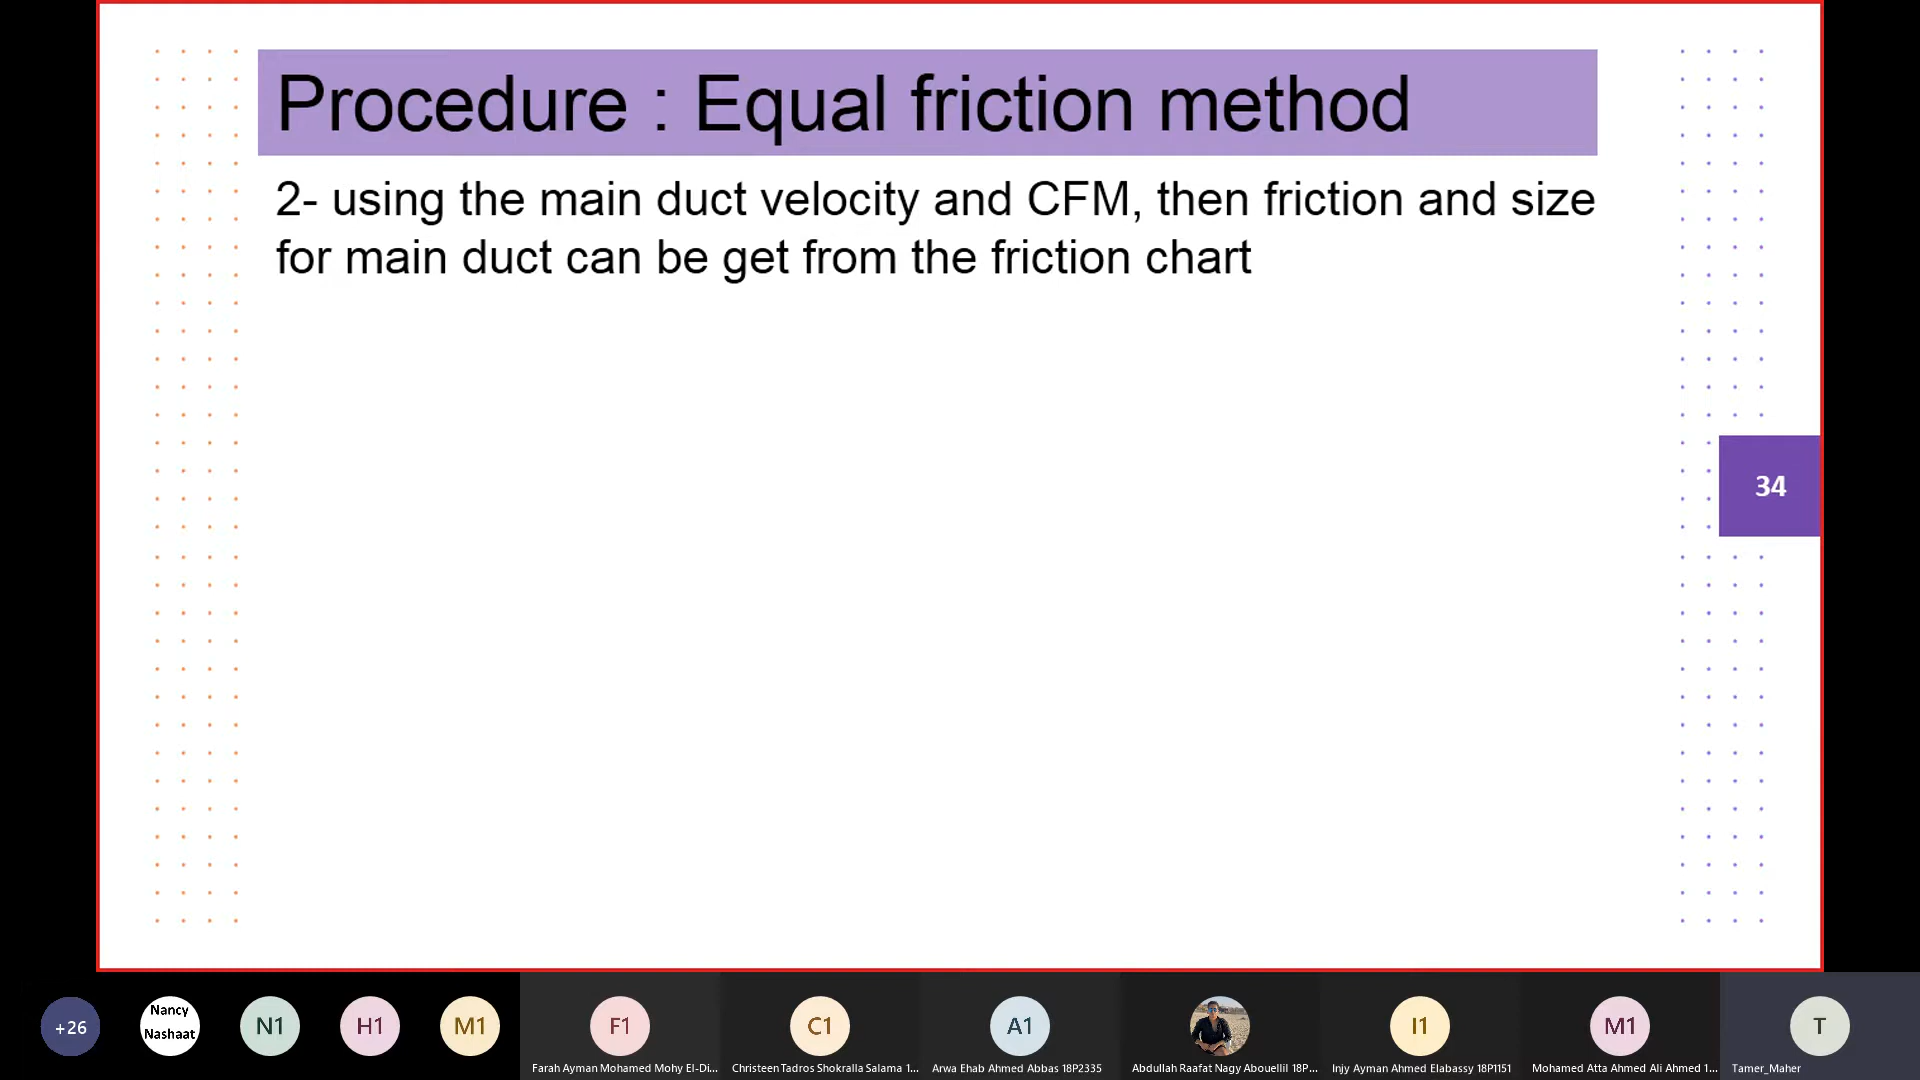 Procedure : Equal friction method
2- using the main duct velocity and CFM, then friction and size
for main duct can be get from the friction chart
34
+26
Nancy
Nashaat
N1
H1
M1
F1
C1
A1
I1
M1
T
Farah Ayman Mohamed Mohy El-Di...
Christeen Tadros Shokralla Salama 1...
Arwa Ehab Ahmed Abbas 18P2335
Abdullah Raafat Nagy Abouellil 18P...
Injy Ayman Ahmed Elabassy 18P1151
Mohamed Atta Ahmed Ali Ahmed 1...
Tamer_Maher